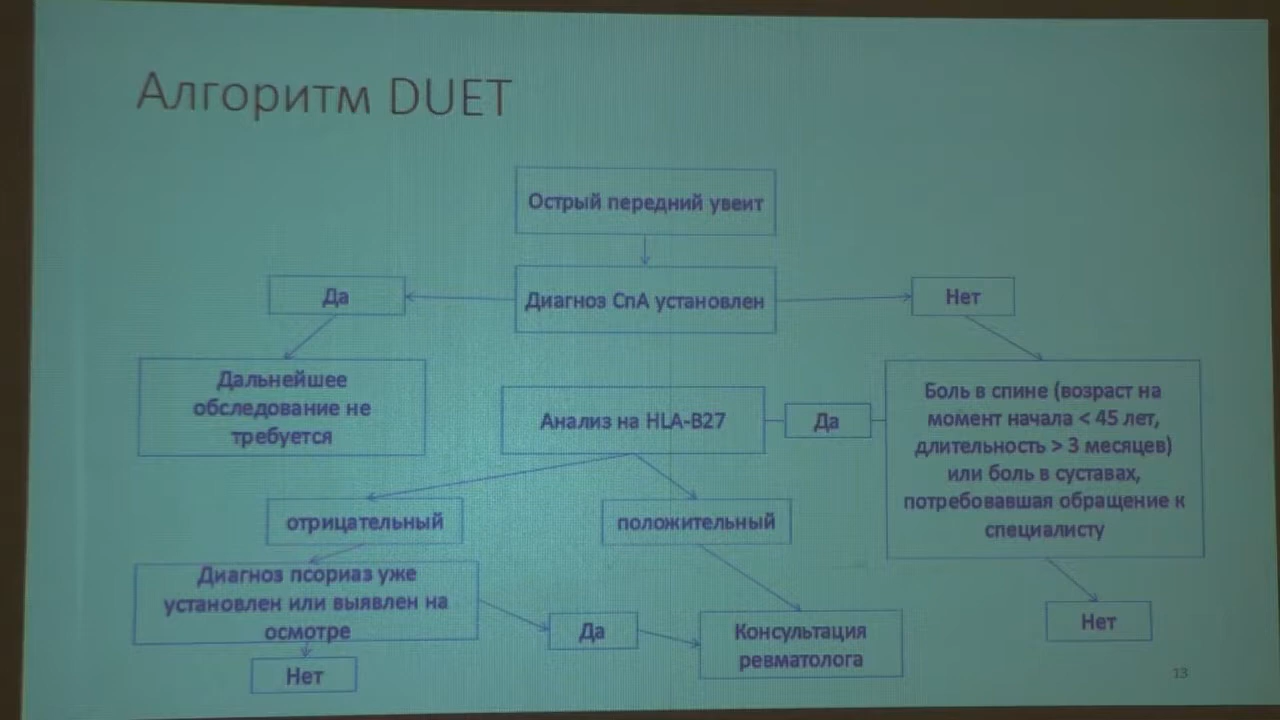 Алгоритм DUET
Острый передний увеит
Да
Диагноз СпА установлен
Нет
Дальнейшее
обследование не
требуется
Анализ на HLA-B27
Да
Боль в спине (возраст на
момент начала < 45 лет,
длительность > 3 месяцев)
или боль в суставах,
потребовавшая обращение к
специалисту
отрицательный
положительный
Диагноз псориаз уже
установлен или выявлен на
осмотре
Да
Консультация
ревматолога
Нет
Нет
13